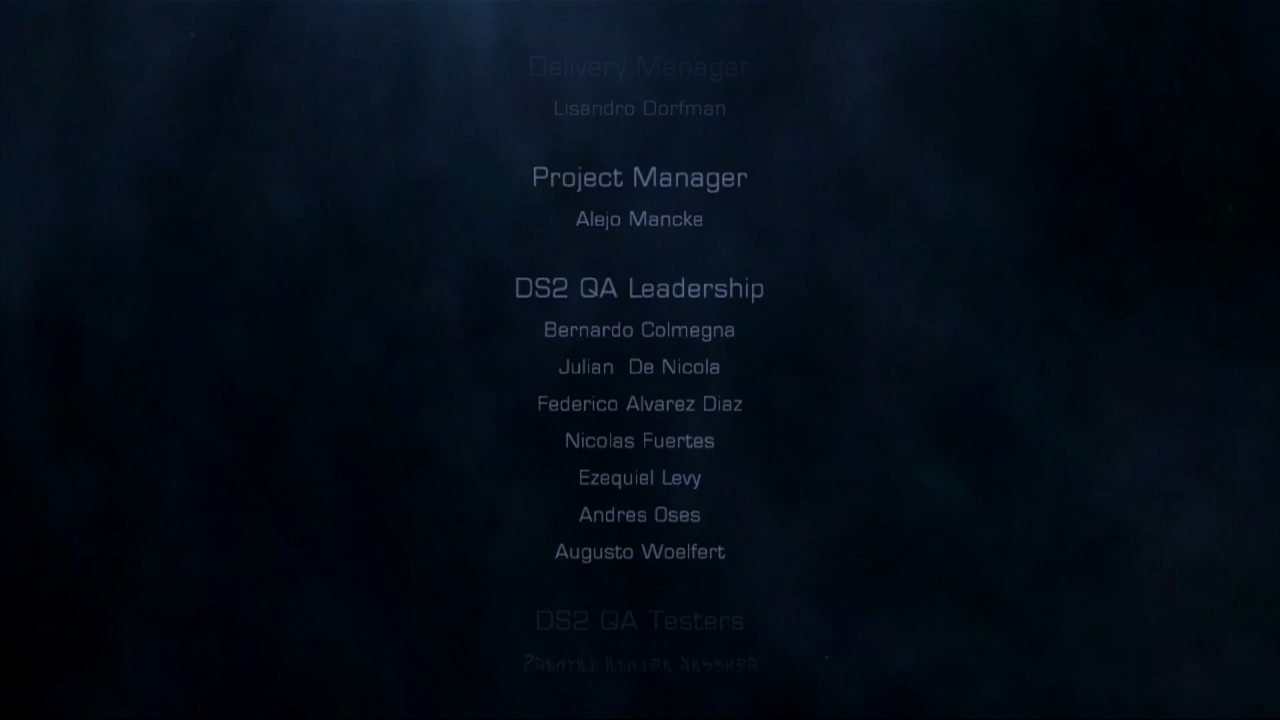 Delivery Manager
Lisandro Dorfman
Project Manager
Alejo Mancke
DS2 QA Leadership
Bernardo Colmegna
Julian De Nicola
Federico Alvarez Diaz
Nicolas Fuertes
Ezequiel Levy
Andres Oses
Augusto Woelfert
DS2 QA Testers